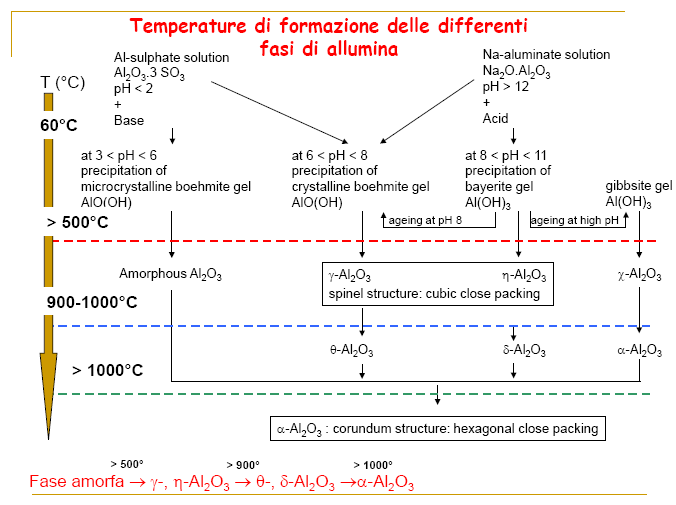 Temperature di formazione delle differenti
fasi di allumina
Al-sulphate solution
Al₂O₃.3 SO₃
pH < 2
+
Base
Na-aluminate solution
Na₂O.Al₂O₃
pH > 12
+
Acid
T (°C)
60°C
at 3 < pH < 6
precipitation of
microcrystalline boehmite gel
AlO(OH)
at 6 < pH < 8
precipitation of
crystalline boehmite gel
AlO(OH)
at 8 < pH < 11
precipitation of
bayerite gel
Al(OH)₃
gibbsite gel
Al(OH)₃
ageing at pH 8
ageing at high pH
> 500°C
Amorphous Al₂O₃
γ-Al₂O₃
η-Al₂O₃
spinel structure: cubic close packing
χ-Al₂O₃
900-1000°C
θ-Al₂O₃
δ-Al₂O₃
α-Al₂O₃
> 1000°C
α-Al₂O₃ : corundum structure: hexagonal close packing
> 500° > 900° > 1000°
Fase amorfa → γ-, η-Al₂O₃ → θ-, δ-Al₂O₃ →α-Al₂O₃